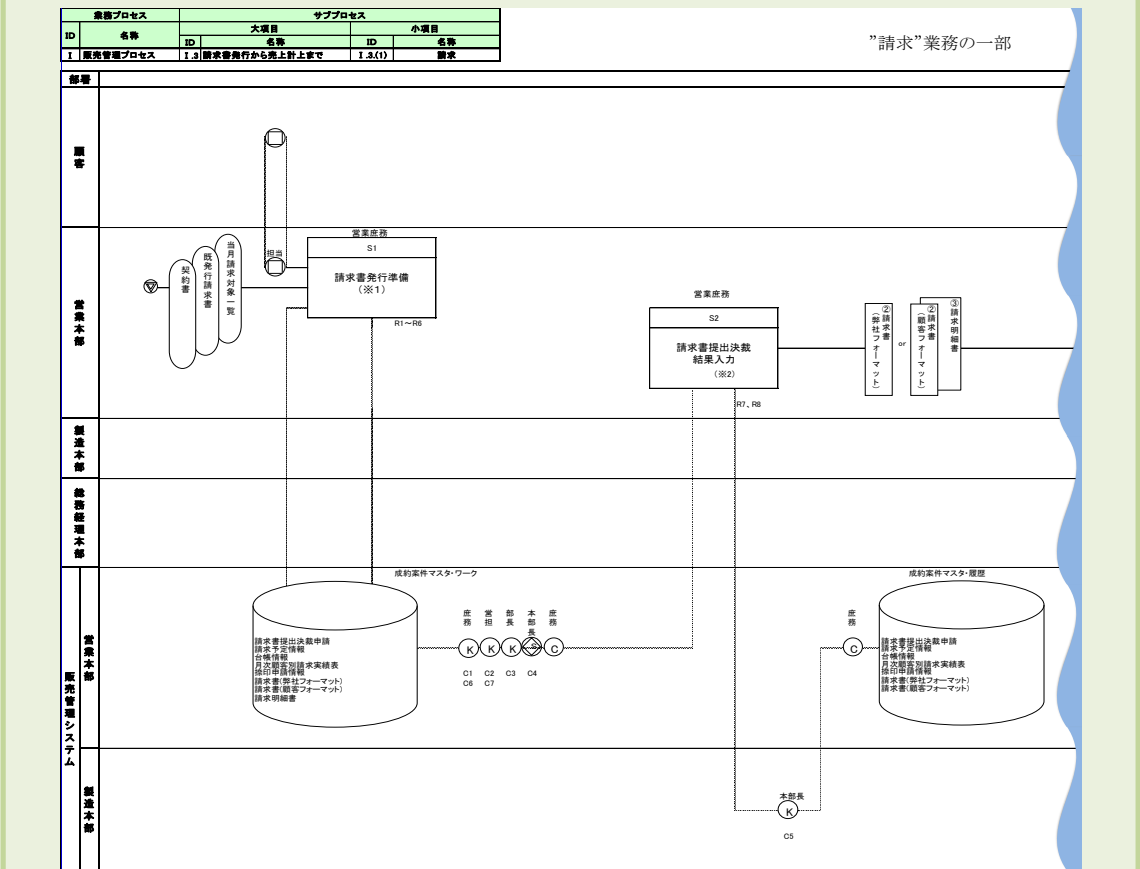 業務プロセス
サブプロセス
ID
名称
大項目
小項目
ID
名称
ID
名称
Ⅰ
販売管理プロセス
Ⅰ.3
請求書発行から売上計上まで
Ⅰ.3.(1)
請求
”請求”業務の一部
部署
顧客
営業本部
製造本部
総務経理本部
販売管理システム
営業本部
製造本部
契約書
既発行請求書
当月請求対象一覧
担当
営業庶務
S1
請求書発行準備
（※１）
R1～R6
営業庶務
S2
請求書提出決裁
結果入力
（※2）
R7、R8
②請求書
（弊社フォーマット）
or
②請求書
（顧客フォーマット）
③請求明細書
成約案件マスタ・ワーク
請求書提出決裁申請
請求予定情報
台帳情報
月次顧客別請求実績表
捺印申請情報
請求書(弊社フォーマット)
請求書(顧客フォーマット)
請求明細書
庶務
営担
部長
本部長
庶務
K
K
K
S
C
C1
C2
C3
C4
C6
C7
成約案件マスタ・履歴
庶務
C
請求書提出決裁申請
請求予定情報
台帳情報
月次顧客別請求実績表
捺印申請情報
請求書(弊社フォーマット)
請求書(顧客フォーマット)
本部長
K
C5